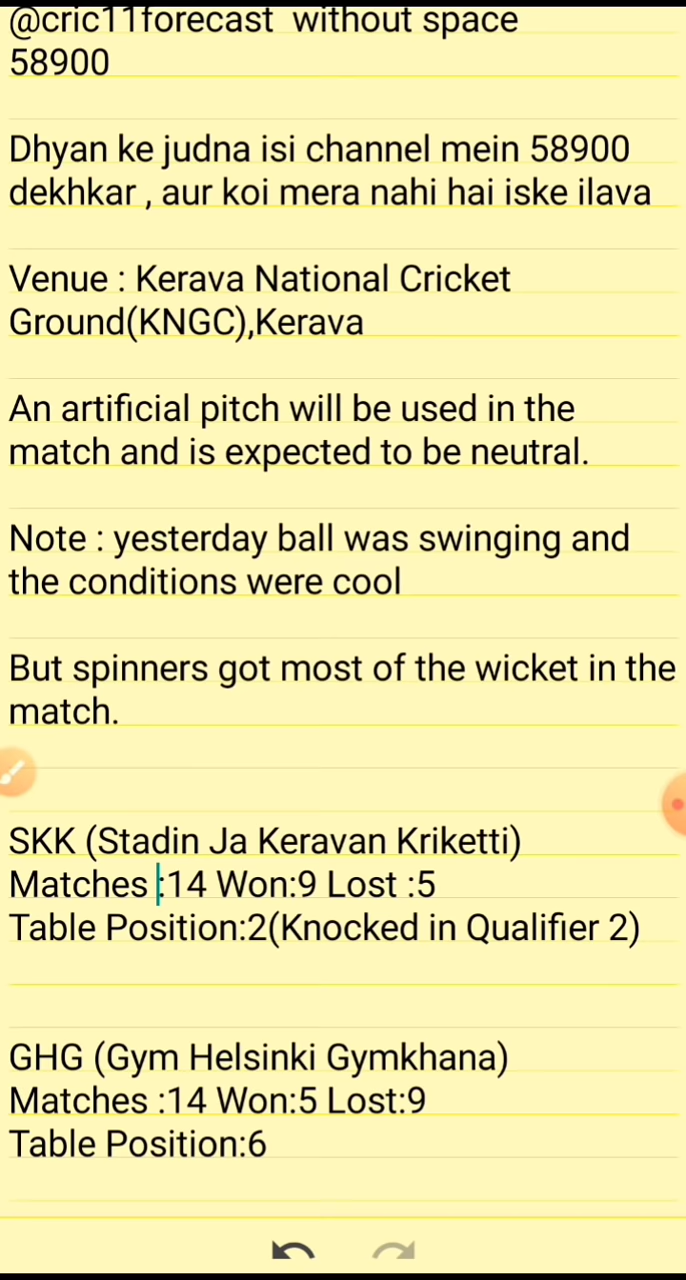 @cric11forecast  without space
58900
Dhyan ke judna isi channel mein 58900
dekhkar , aur koi mera nahi hai iske ilava
Venue : Kerava National Cricket
Ground(KNGC),Kerava
An artificial pitch will be used in the
match and is expected to be neutral.
Note : yesterday ball was swinging and
the conditions were cool
But spinners got most of the wicket in the
match.
SKK (Stadin Ja Keravan Kriketti)
Matches :14 Won:9 Lost :5
Table Position:2(Knocked in Qualifier 2)
GHG (Gym Helsinki Gymkhana)
Matches :14 Won:5 Lost:9
Table Position:6